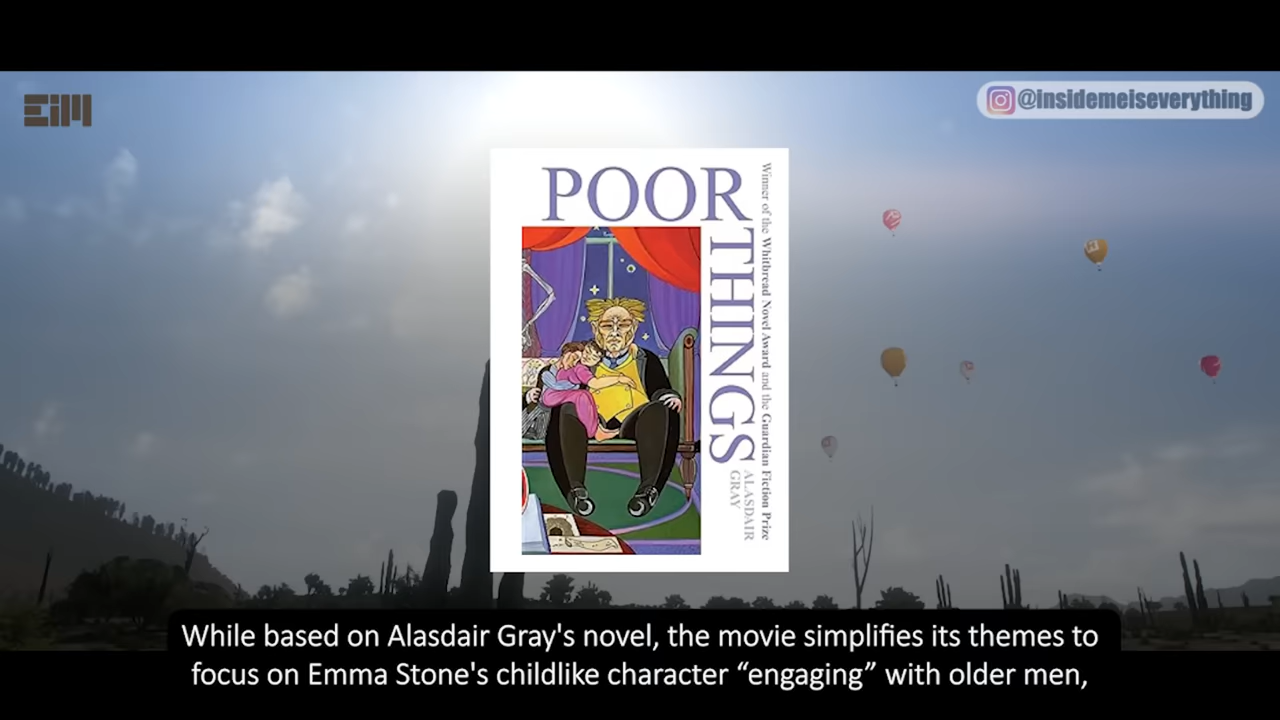 EiM
@insidemeiseverything
POOR
THINGS
Winner of the Whitbread Novel Award and the Guardian Fiction Prize
ALASDAIR
GRAY
While based on Alasdair Gray's novel, the movie simplifies its themes to
focus on Emma Stone's childlike character “engaging” with older men,